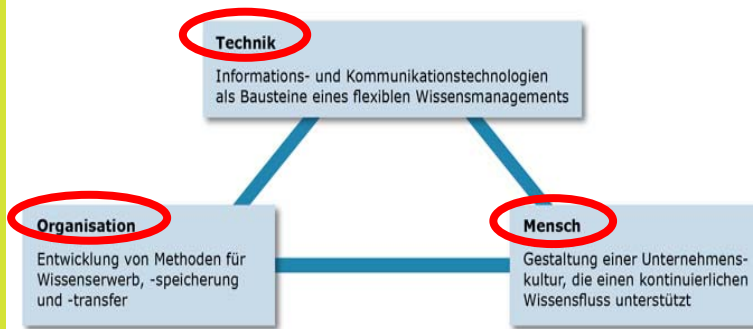 Technik
Informations- und Kommunikationstechnologien
als Bausteine eines flexiblen Wissensmanagements
Organisation
Entwicklung von Methoden für
Wissenserwerb, -speicherung
und -transfer
Mensch
Gestaltung einer Unternehmens-
kultur, die einen kontinuierlichen
Wissensfluss unterstützt